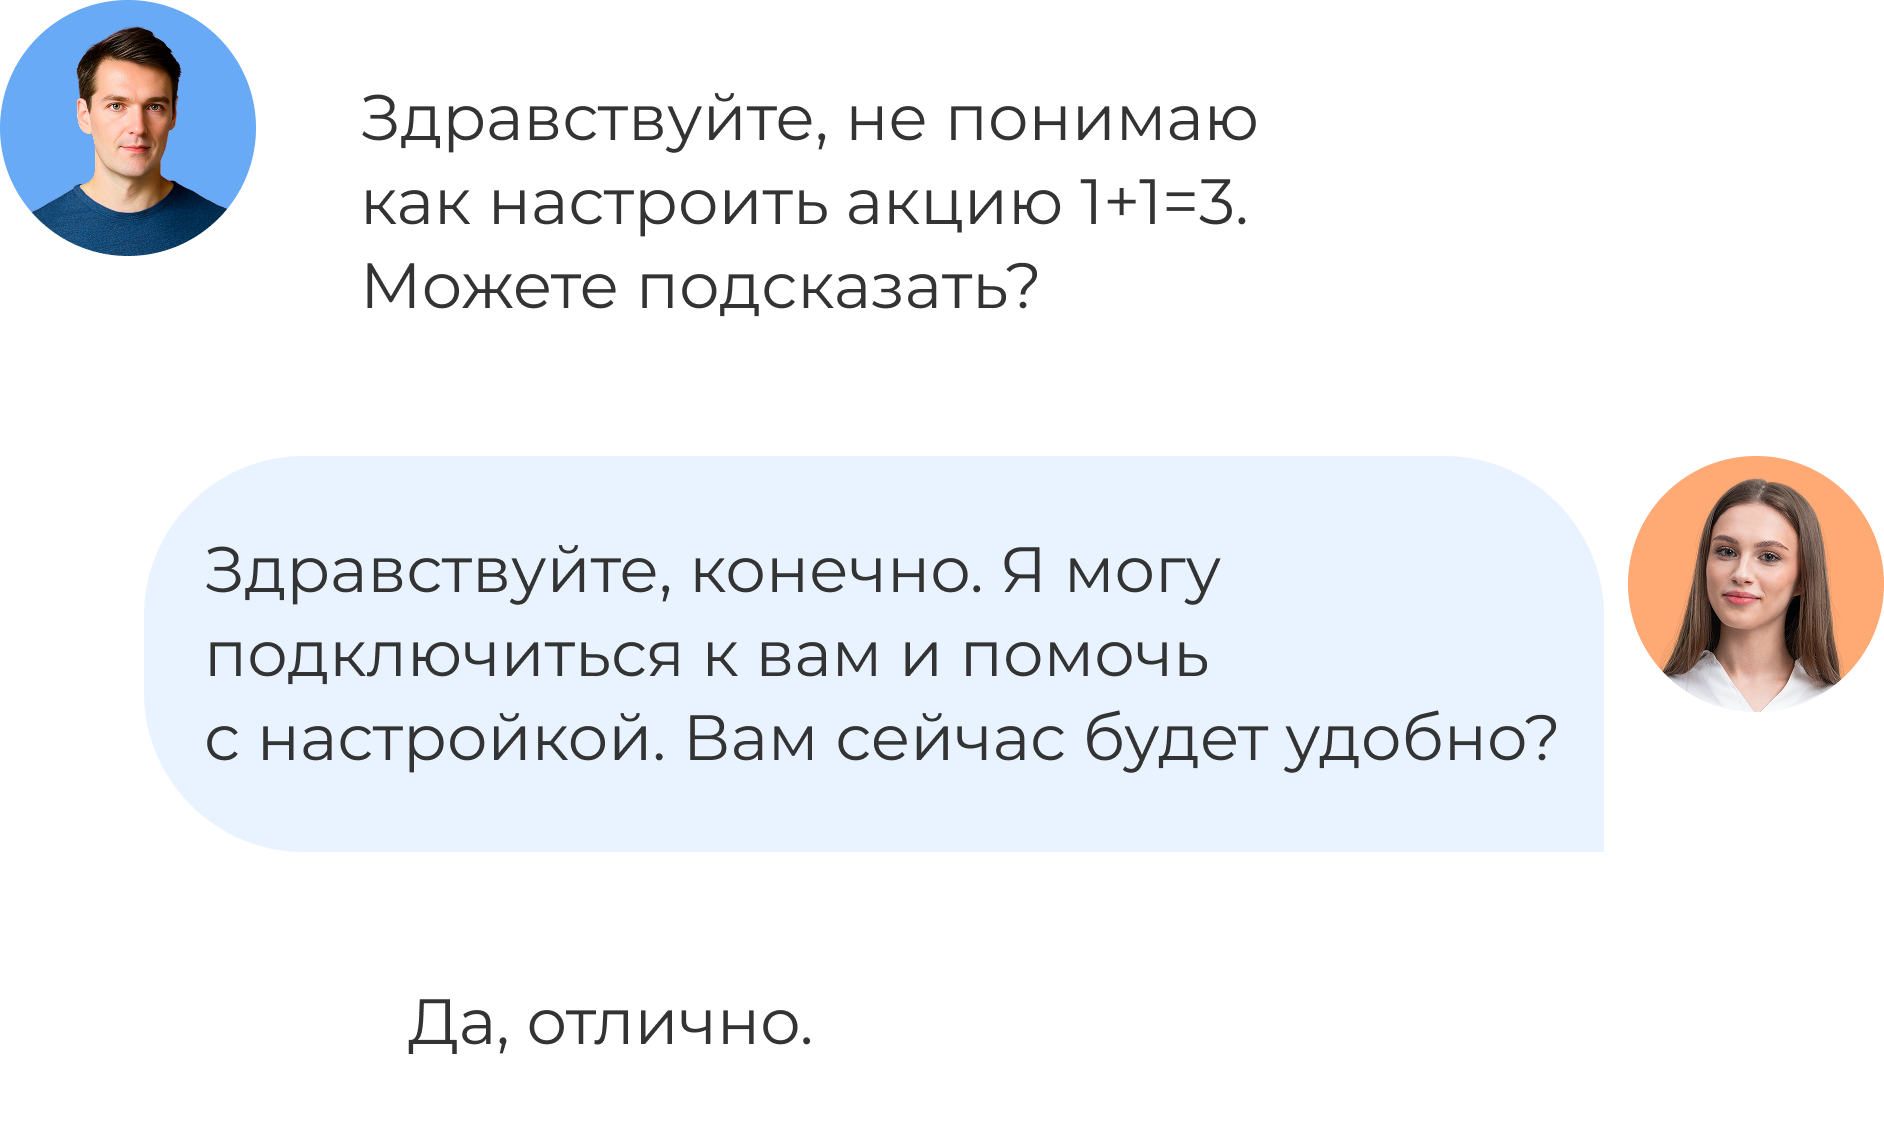 Здравствуйте, не понимаю
как настроить акцию 1+1=3.
Можете подсказать?
Здравствуйте, конечно. Я могу
подключиться к вам и помочь
с настройкой. Вам сейчас будет удобно?
Да, отлично.